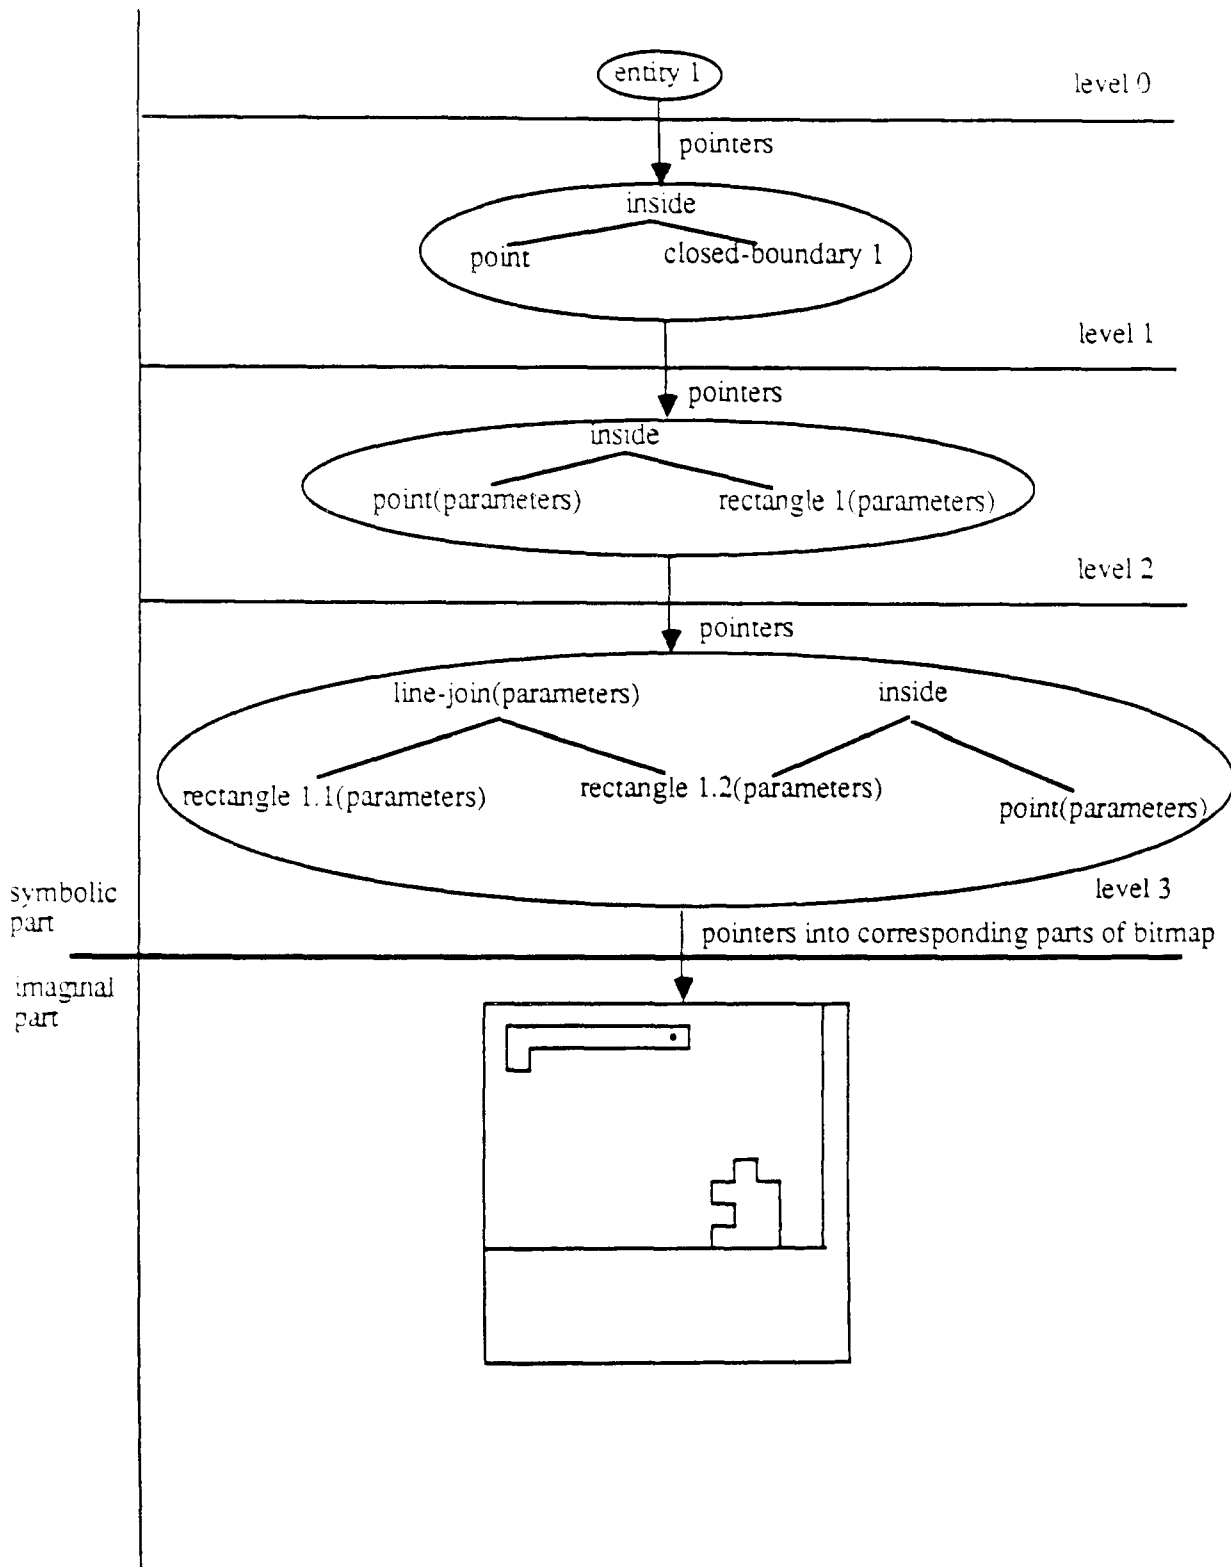 entity 1
level 0
pointers
inside
point closed-boundary 1
level 1
pointers
inside
point(parameters) rectangle 1(parameters)
level 2
pointers
line-join(parameters) inside
rectangle 1.1(parameters) rectangle 1.2(parameters) point(parameters)
level 3
symbolic
part
pointers into corresponding parts of bitmap
imaginal
part